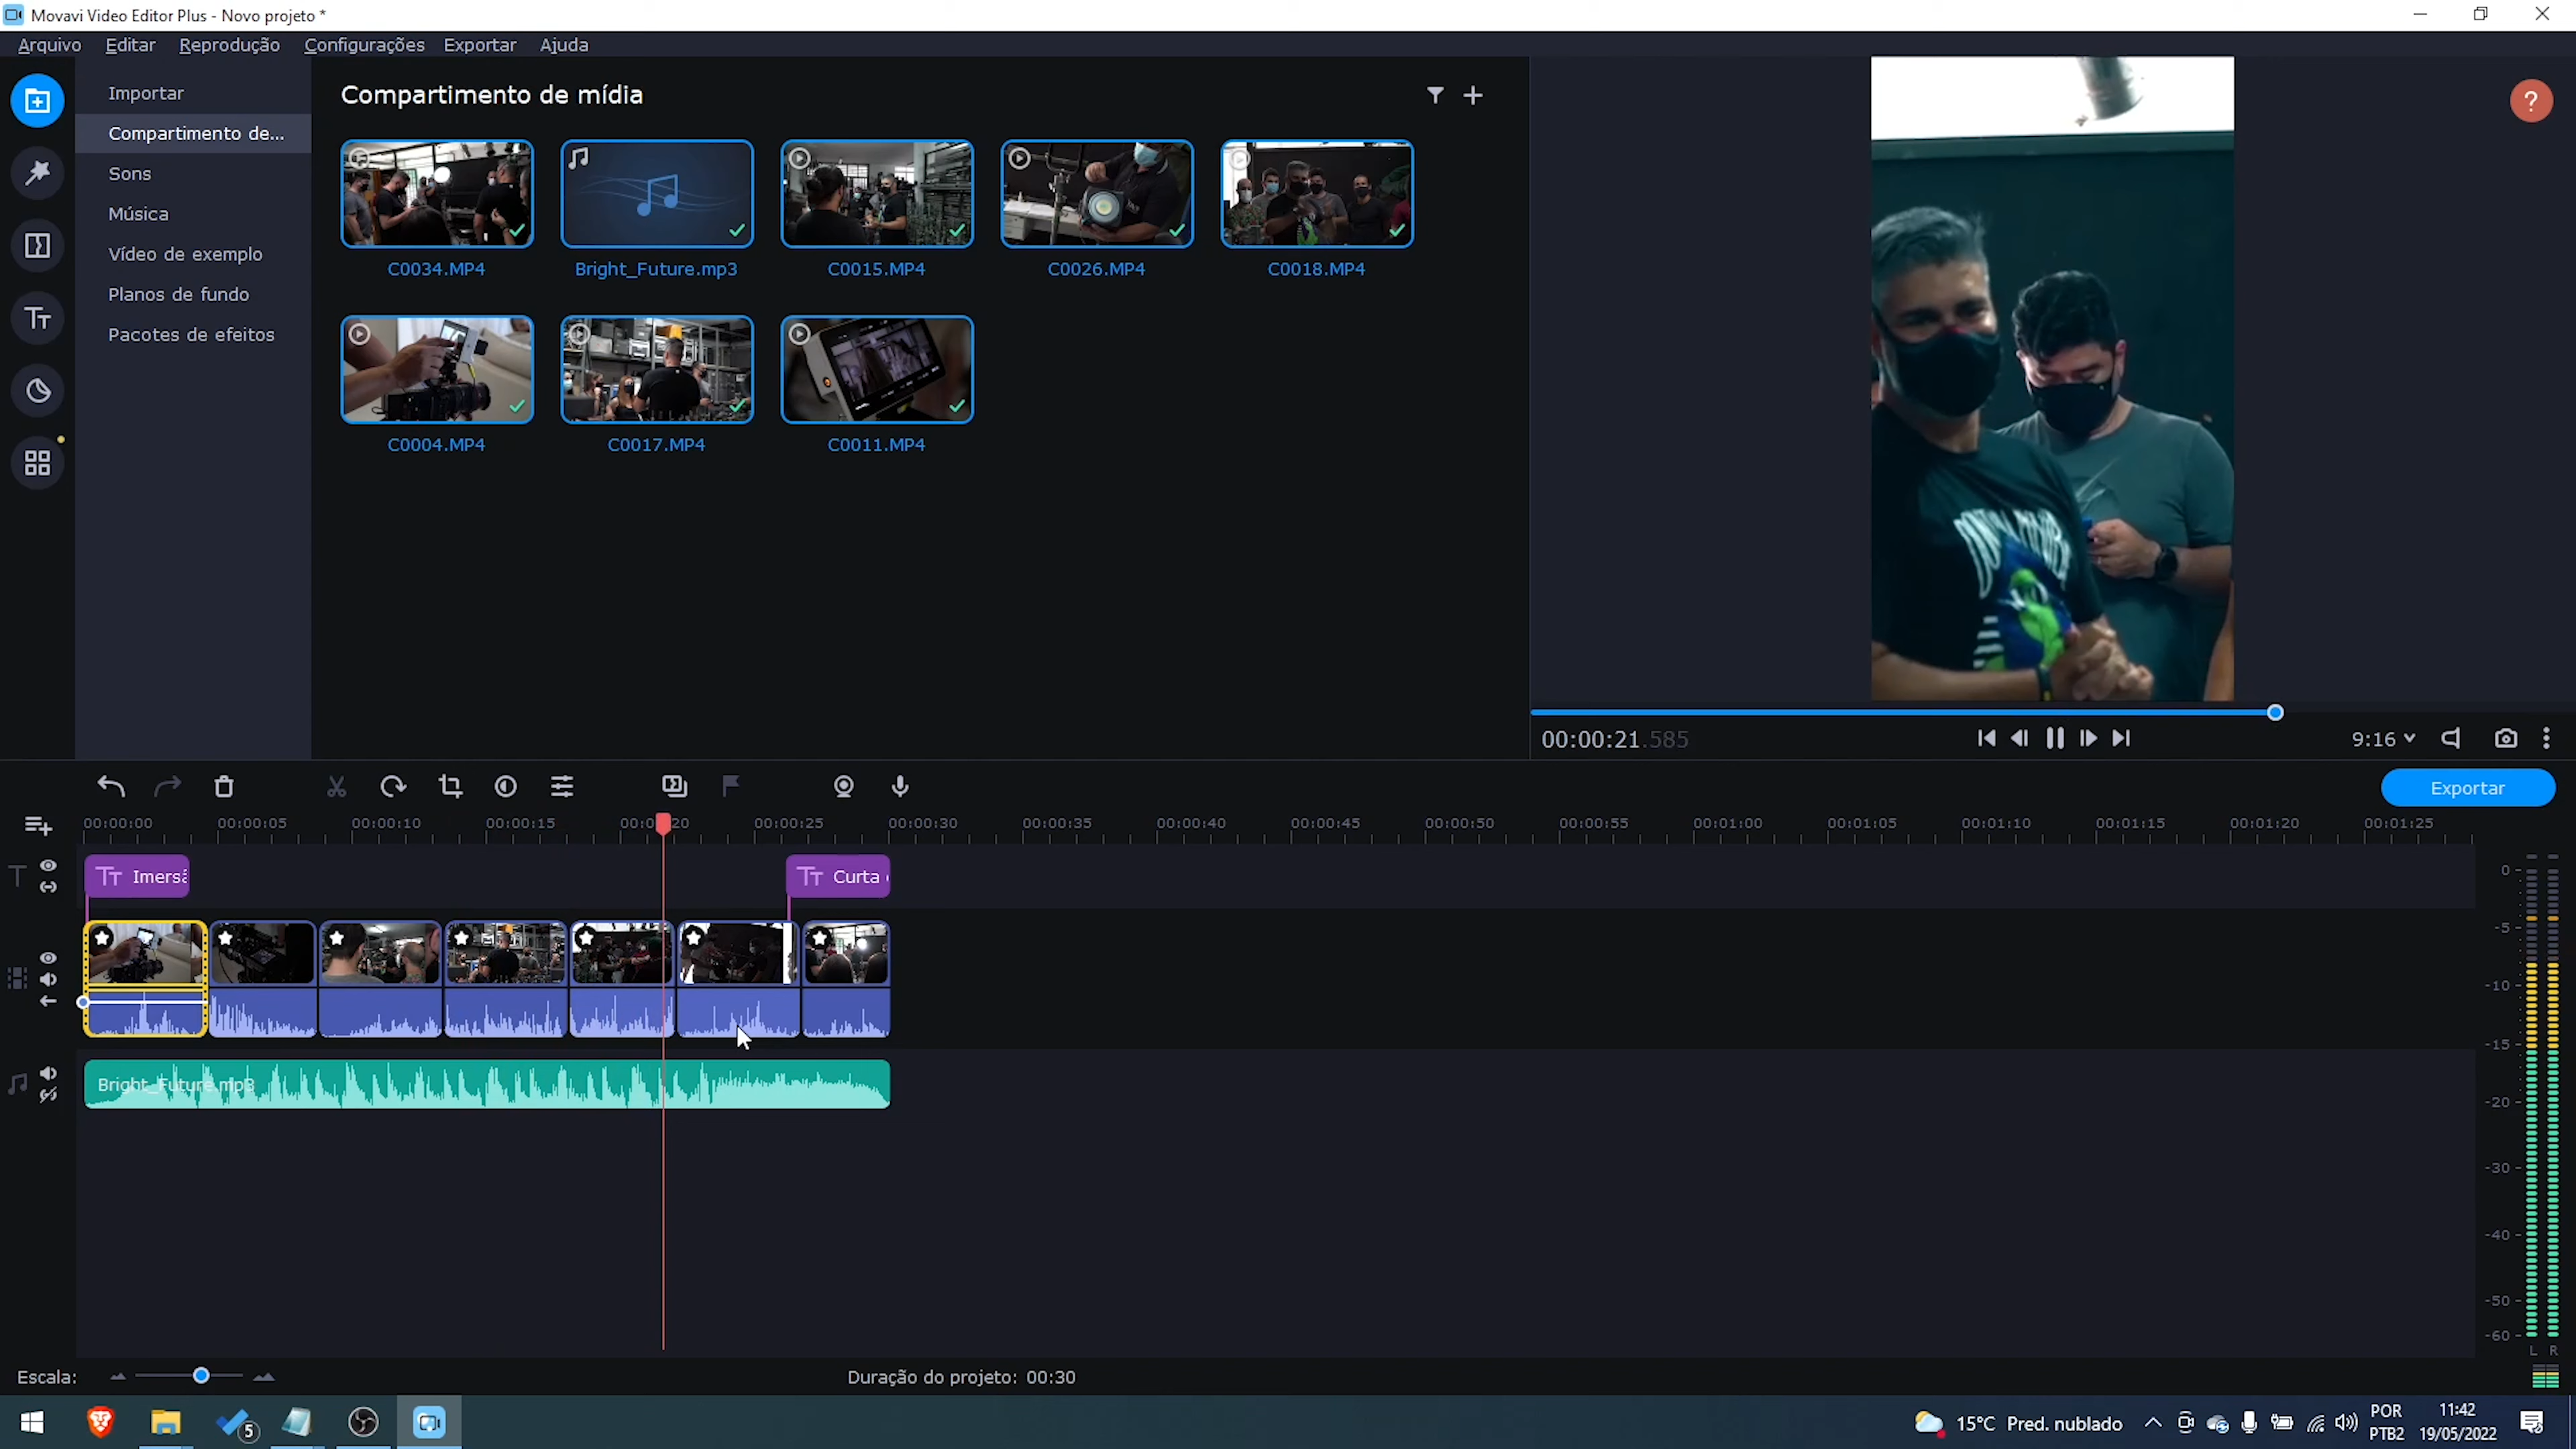 Movavi Video Editor Plus - Novo projeto *
Arquivo Editar Reprodução Configurações Exportar Ajuda
Importar
Compartimento de...
Sons
Música
Vídeo de exemplo
Planos de fundo
Pacotes de efeitos
Compartimento de mídia
C0034.MP4 Bright_Future.mp3 C0015.MP4 C0026.MP4 C0018.MP4
C0004.MP4 C0017.MP4 C0011.MP4
?
00:00:21.585
9:16
Exportar
00:00:00 00:00:05 00:00:10 00:00:15 00:00:25 00:00:30 00:00:35 00:00:40 00:00:45 00:00:50 00:00:55 00:01:00 00:01:05 00:01:10 00:01:15 00:01:20 00:01:25
Curta
Bright_Future.mp3
0
-5
-10
-15
-20
-30
-40
-50
-60
L R
Escala:
Duração do projeto: 00:30
5
15°C Pred. nublado
POR
PTB2
11:42
19/05/2022